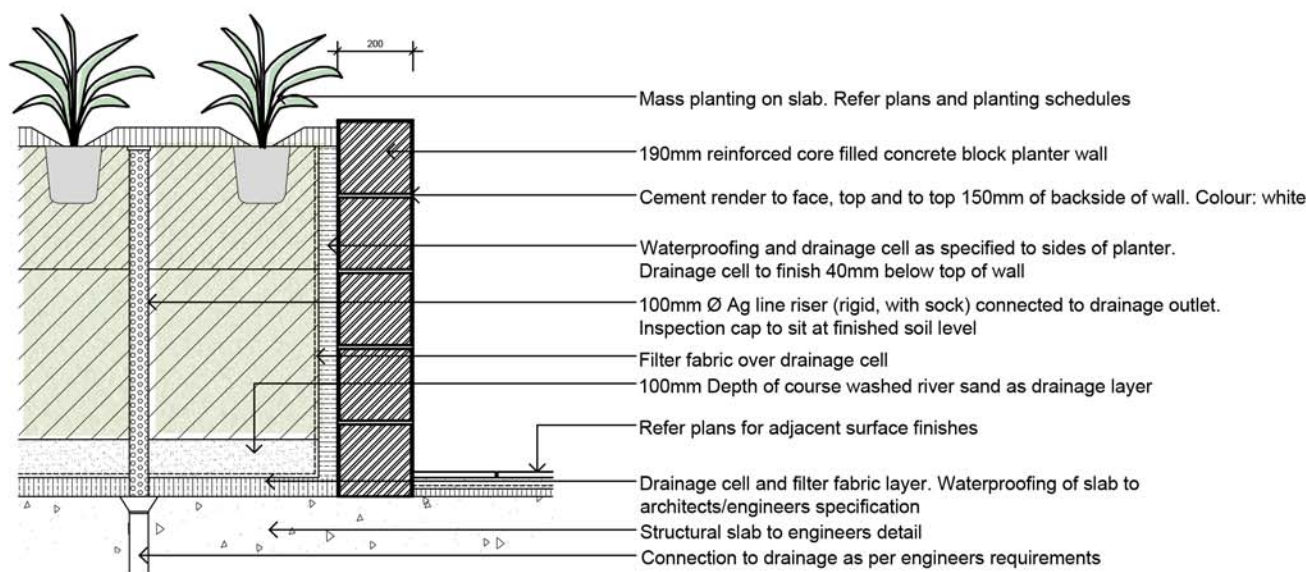 200
Mass planting on slab. Refer plans and planting schedules
190mm reinforced core filled concrete block planter wall
Cement render to face, top and to top 150mm of backside of wall. Colour: white
Waterproofing and drainage cell as specified to sides of planter.
Drainage cell to finish 40mm below top of wall
100mm Ø Ag line riser (rigid, with sock) connected to drainage outlet.
Inspection cap to sit at finished soil level
Filter fabric over drainage cell
100mm Depth of course washed river sand as drainage layer
Refer plans for adjacent surface finishes
Drainage cell and filter fabric layer. Waterproofing of slab to
architects/engineers specification
Structural slab to engineers detail
Connection to drainage as per engineers requirements